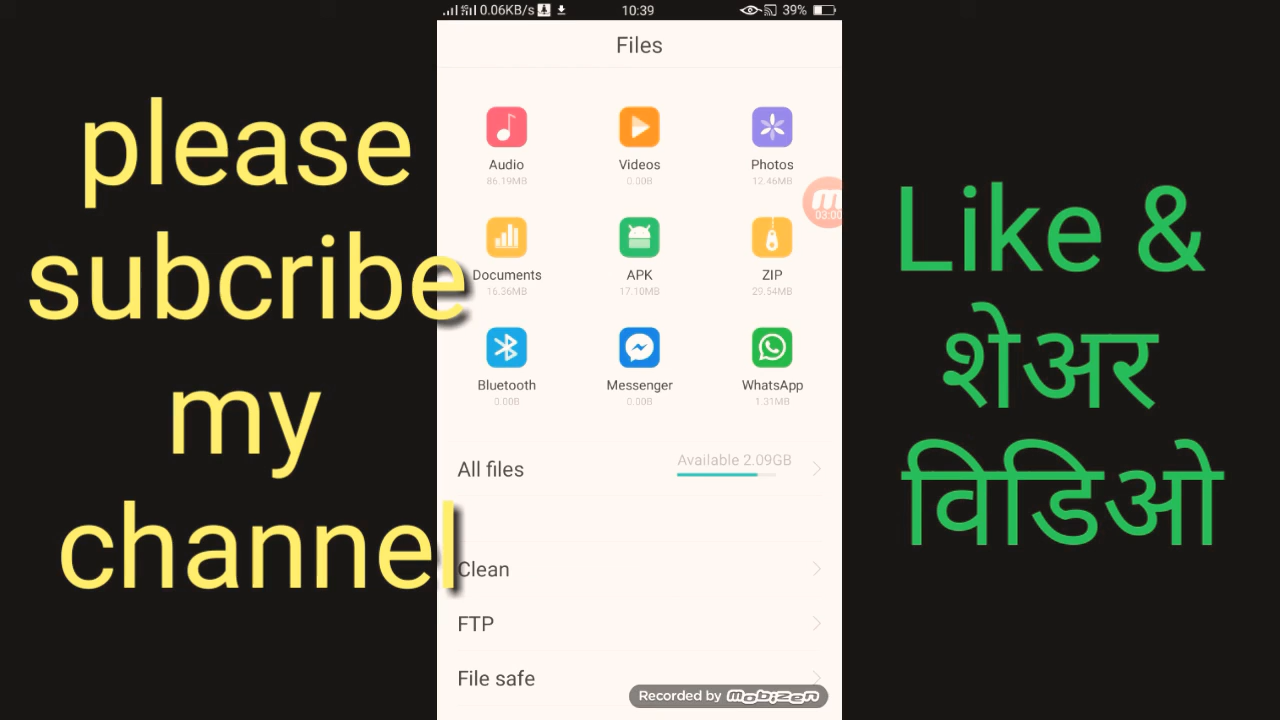 0.06KB/s 10:39 39%
Files
please
subcribe
my
channel
Audio Videos Photos
86.19MB 0.00B 12.46MB
03:00
Documents APK ZIP
16.36MB 17.10MB 29.54MB
Bluetooth Messenger WhatsApp
0.00B 0.00B 1.31MB
All files Available 2.09GB
Clean
FTP
File safe
Recorded by mobizen
Like &
शेअर
विडिओ